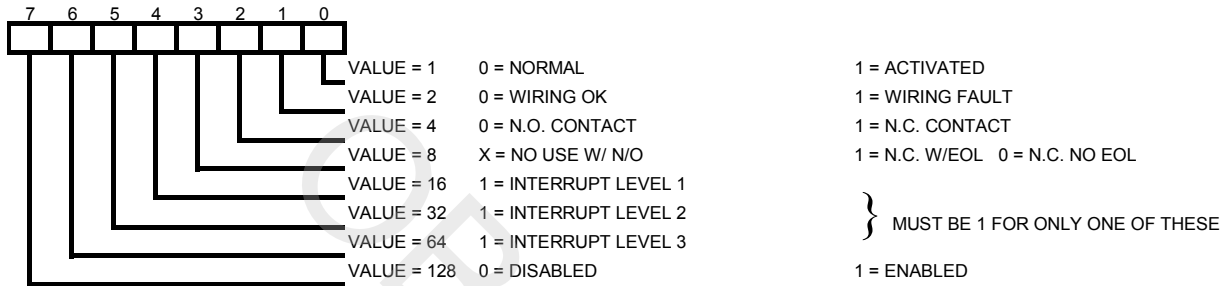 7 6 5 4 3 2 1 0
VALUE = 1 0 = NORMAL 1 = ACTIVATED
VALUE = 2 0 = WIRING OK 1 = WIRING FAULT
VALUE = 4 0 = N.O. CONTACT 1 = N.C. CONTACT
VALUE = 8 X = NO USE W/ N/O 1 = N.C. W/EOL 0 = N.C. NO EOL
VALUE = 16 1 = INTERRUPT LEVEL 1
VALUE = 32 1 = INTERRUPT LEVEL 2
} MUST BE 1 FOR ONLY ONE OF THESE
VALUE = 64 1 = INTERRUPT LEVEL 3
VALUE = 128 0 = DISABLED 1 = ENABLED